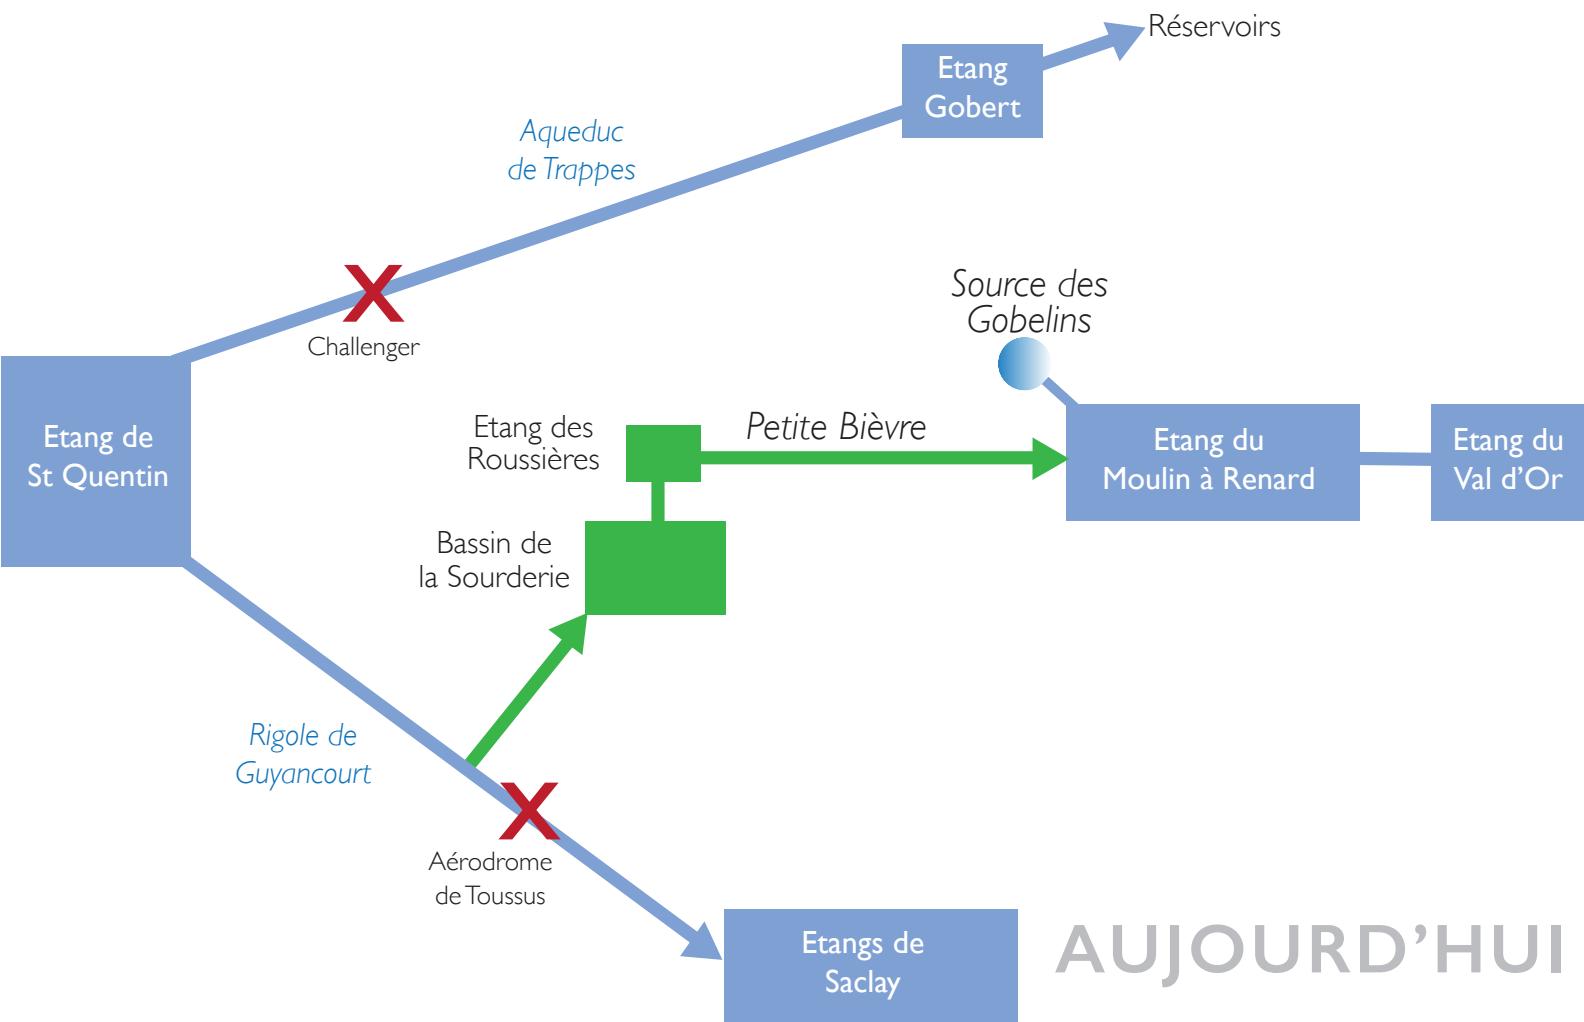 Réservoirs
Etang
Gobert
Aqueduc
de Trappes
Challenger
Source des
Gobelins
Etang de
St Quentin
Etang des
Roussières
Petite Bièvre
Etang du
Moulin à Renard
Etang du
Val d'Or
Bassin de
la Sourderie
Rigole de
Guyancourt
Aérodrome
de Toussus
Etangs de
Saclay
AUJOURD'HUI